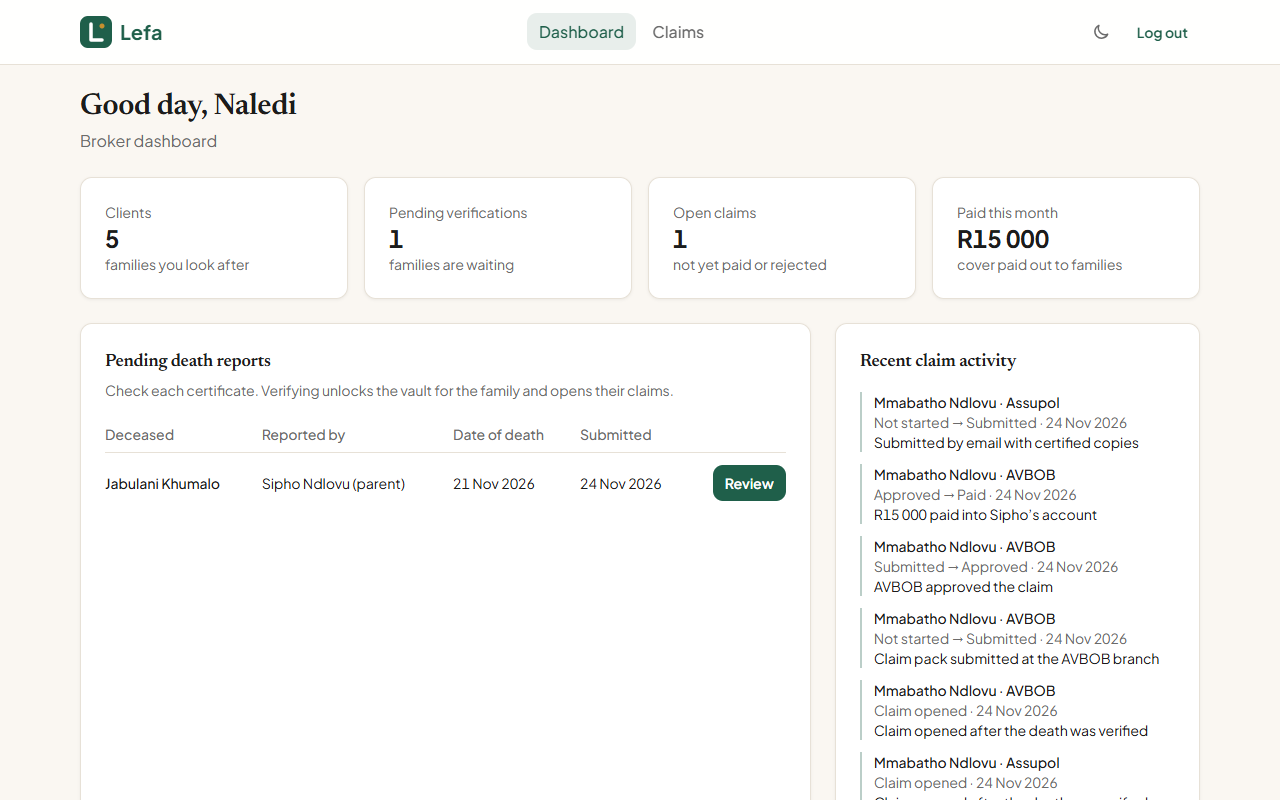 Lefa
Dashboard
Claims
Log out
Good day, Naledi
Broker dashboard
Clients
5
families you look after
Pending verifications
1
families are waiting
Open claims
1
not yet paid or rejected
Paid this month
R15 000
cover paid out to families
Pending death reports
Check each certificate. Verifying unlocks the vault for the family and opens their claims.
Deceased Reported by Date of death Submitted
Jabulani Khumalo Sipho Ndlovu (parent) 21 Nov 2026 24 Nov 2026 Review
Recent claim activity
Mmabatho Ndlovu · Assupol
Not started → Submitted · 24 Nov 2026
Submitted by email with certified copies
Mmabatho Ndlovu · AVBOB
Approved → Paid · 24 Nov 2026
R15 000 paid into Sipho’s account
Mmabatho Ndlovu · AVBOB
Submitted → Approved · 24 Nov 2026
AVBOB approved the claim
Mmabatho Ndlovu · AVBOB
Not started → Submitted · 24 Nov 2026
Claim pack submitted at the AVBOB branch
Mmabatho Ndlovu · AVBOB
Claim opened · 24 Nov 2026
Claim opened after the death was verified
Mmabatho Ndlovu · Assupol
Claim opened · 24 Nov 2026